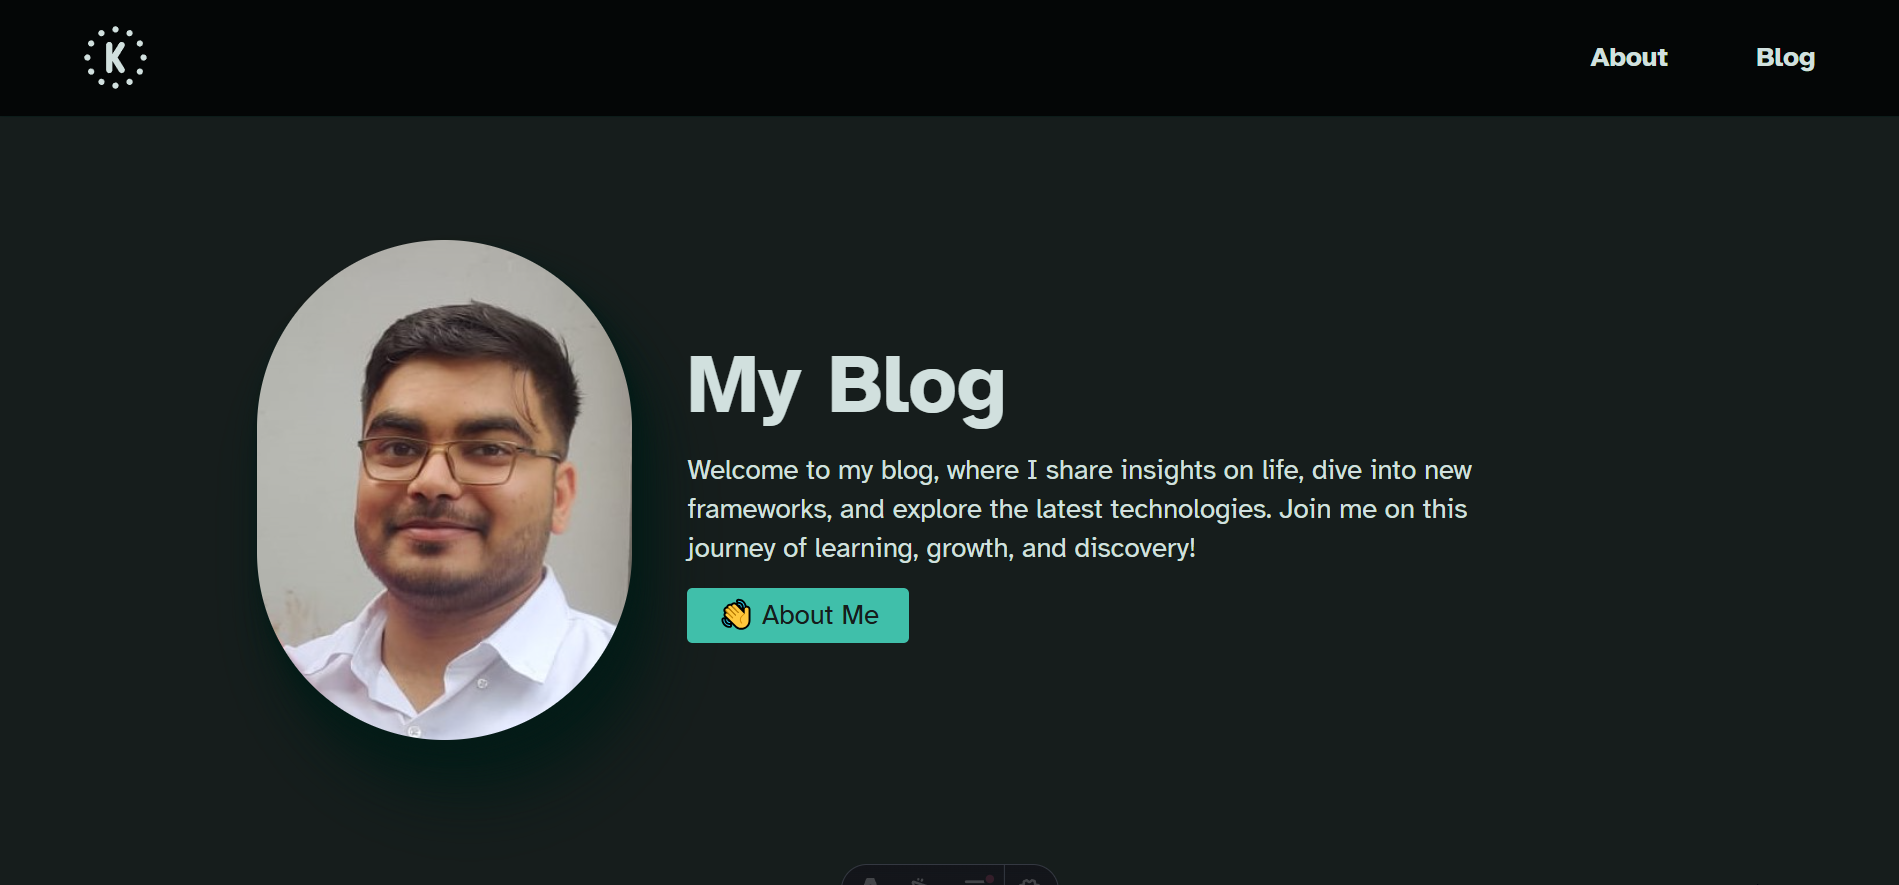 K
About
Blog
My Blog
Welcome to my blog, where I share insights on life, dive into new
frameworks, and explore the latest technologies. Join me on this
journey of learning, growth, and discovery!
👋 About Me